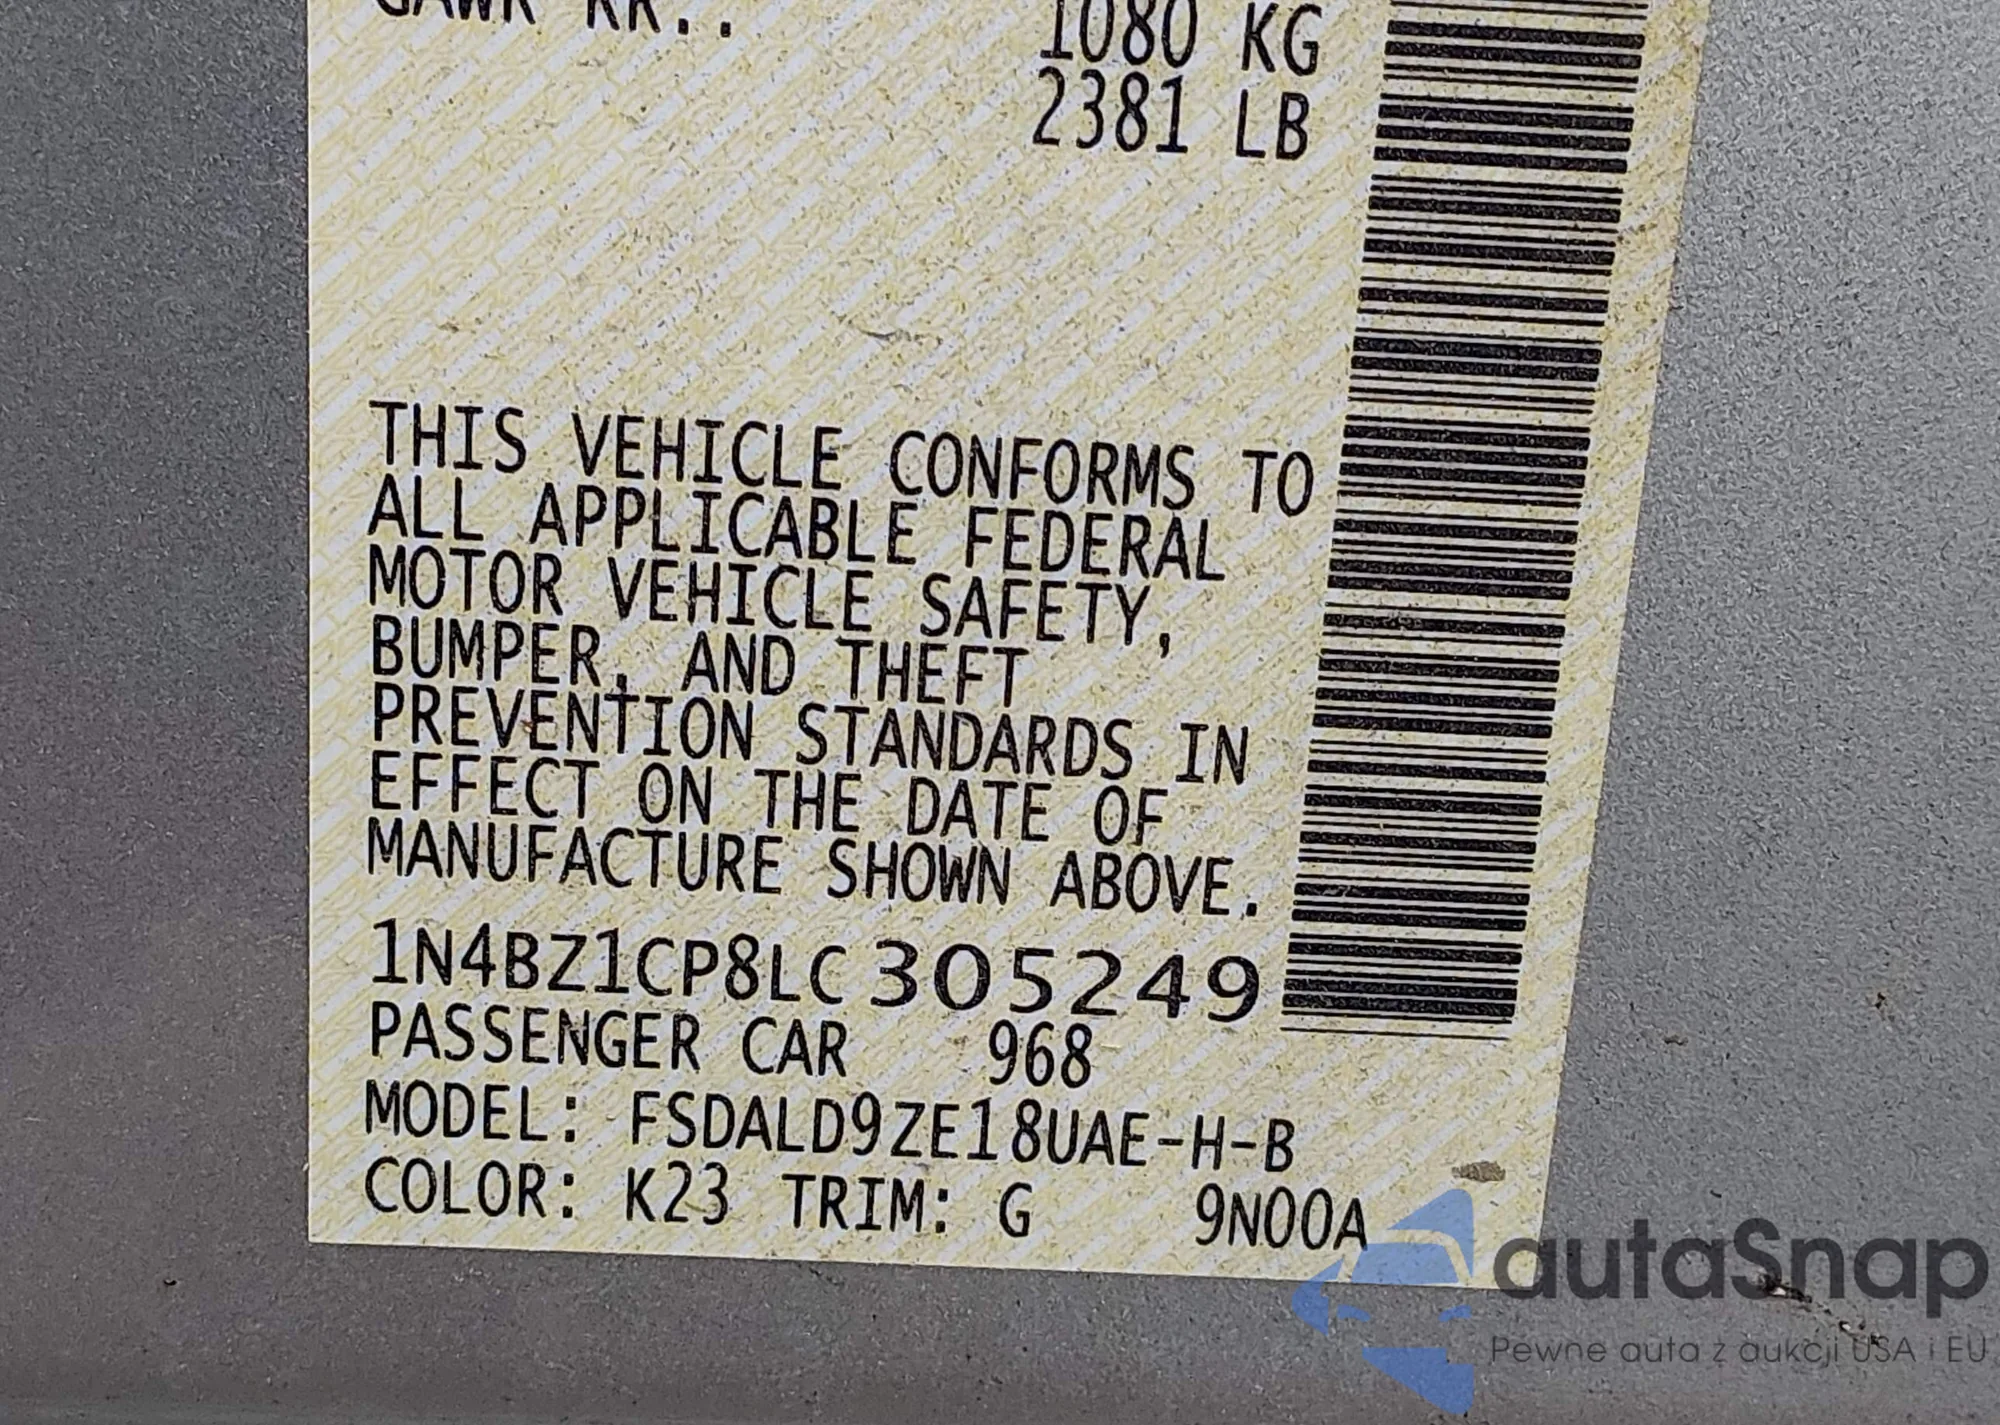 GAWR RR.. 1080 KG
2381 LB
THIS VEHICLE CONFORMS TO
ALL APPLICABLE FEDERAL
MOTOR VEHICLE SAFETY,
BUMPER, AND THEFT
PREVENTION STANDARDS IN
EFFECT ON THE DATE OF
MANUFACTURE SHOWN ABOVE.
1N4BZ1CP8LC305249
PASSENGER CAR 968
MODEL: FSDALD9ZE18UAE-H-B
COLOR: K23 TRIM: G 9N00A
autaSnap
Pewne auta z aukcji USA i EU